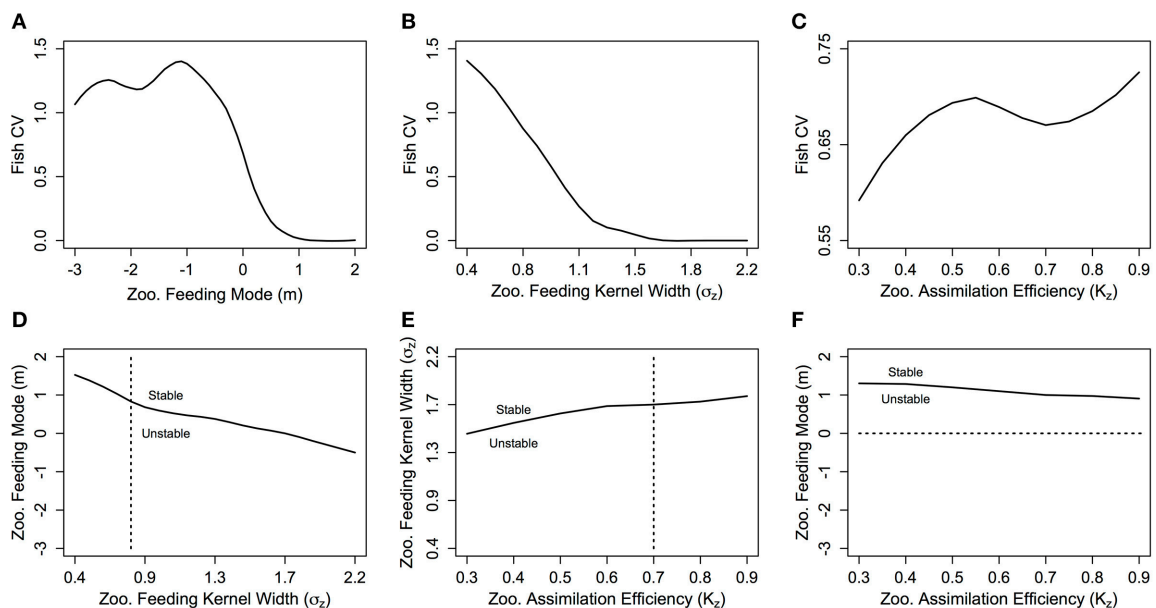 A
B
C
Fish CV
0.0 0.5 1.0 1.5
-3 -2 -1 0 1 2
Zoo. Feeding Mode (m)
Fish CV
0.0 0.5 1.0 1.5
0.4 0.8 1.1 1.5 1.8 2.2
Zoo. Feeding Kernel Width (σz)
Fish CV
0.55 0.65 0.75
0.3 0.4 0.5 0.6 0.7 0.8 0.9
Zoo. Assimilation Efficiency (Kz)
D
E
F
Zoo. Feeding Mode (m)
-3 -2 -1 0 1 2
Stable
Unstable
0.4 0.9 1.3 1.7 2.2
Zoo. Feeding Kernel Width (σz)
Zoo. Feeding Kernel Width (σz)
0.4 0.9 1.3 1.7 2.2
Stable
Unstable
0.3 0.4 0.5 0.6 0.7 0.8 0.9
Zoo. Assimilation Efficiency (Kz)
Zoo. Feeding Mode (m)
-3 -2 -1 0 1 2
Stable
Unstable
0.3 0.4 0.5 0.6 0.7 0.8 0.9
Zoo. Assimilation Efficiency (Kz)